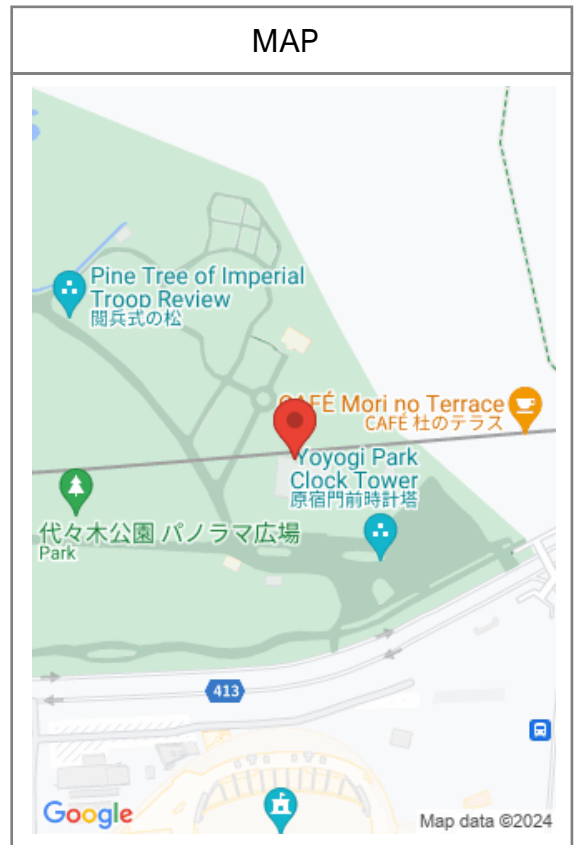 MAP
Pine Tree of Imperial
Troop Review
閲兵式の松
CAFÉ Mori no Terrace
CAFÉ 杜のテラス
Yoyogi Park
Clock Tower
原宿門前時計塔
代々木公園 パノラマ広場
Park
413
Google
Map data ©2024